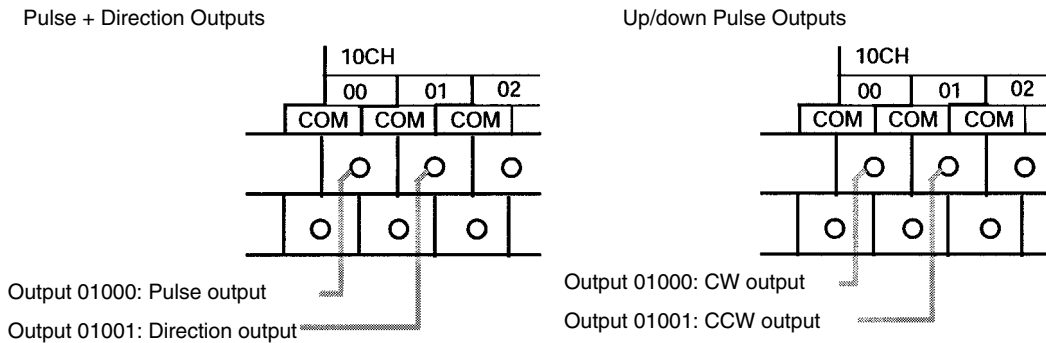 Pulse + Direction Outputs
10CH
00 01 02
COM COM COM
Output 01000: Pulse output
Output 01001: Direction output
Up/down Pulse Outputs
10CH
00 01 02
COM COM COM
Output 01000: CW output
Output 01001: CCW output